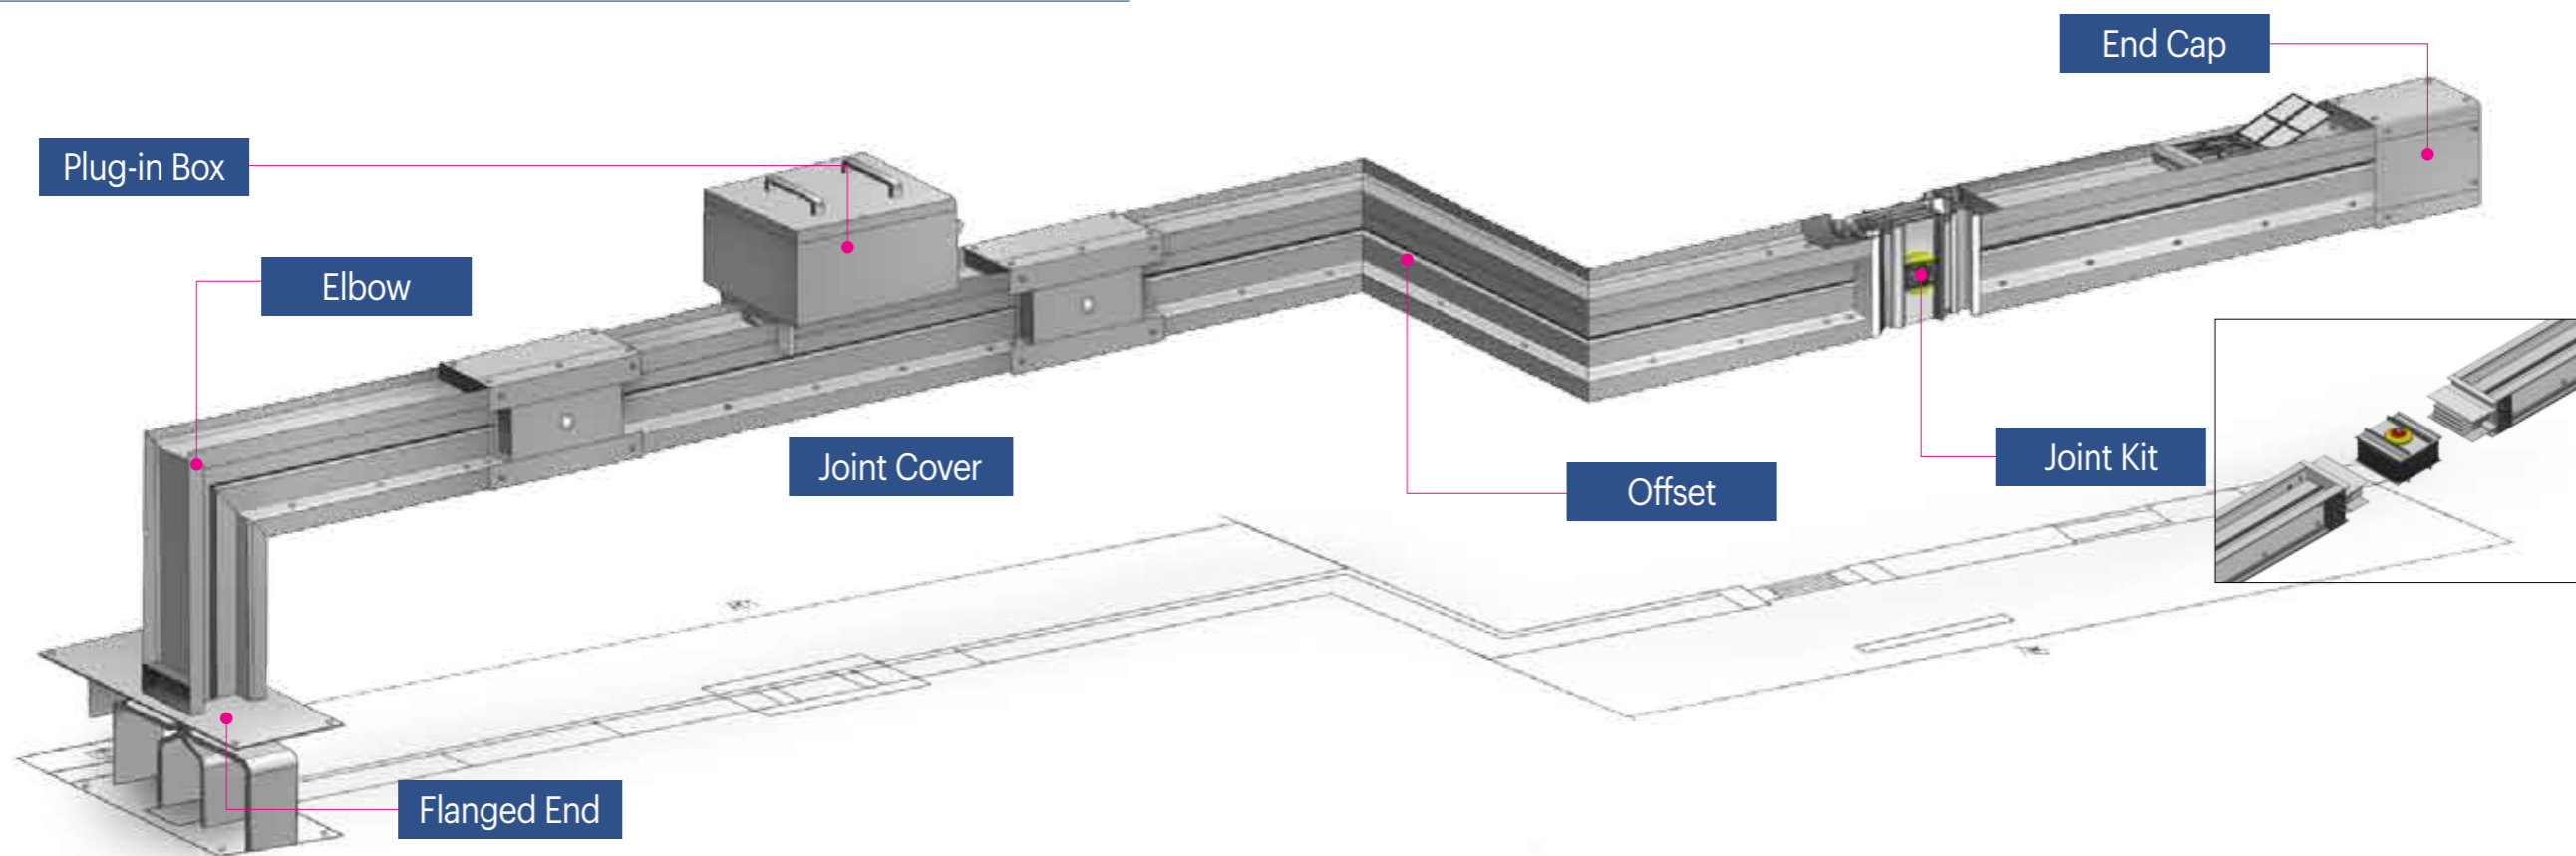 End Cap
Plug-in Box
Elbow
Joint Cover
Offset
Joint Kit
Flanged End